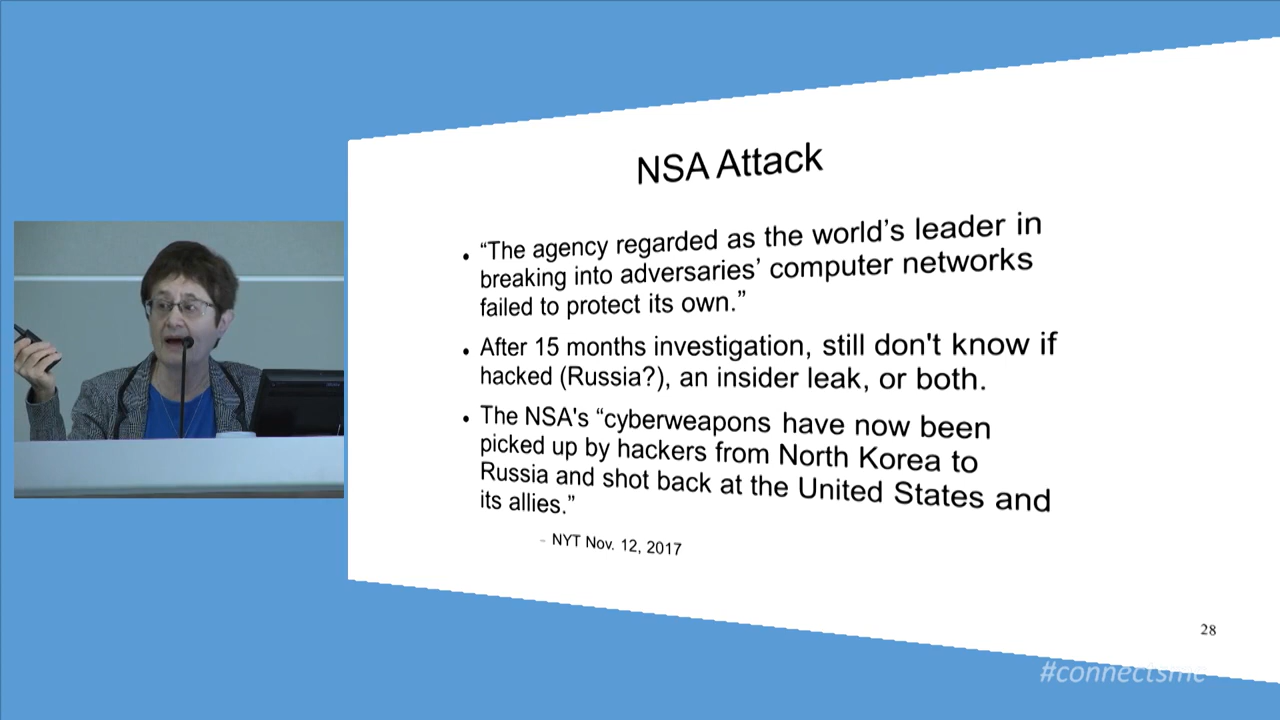 NSA Attack
• “The agency regarded as the world’s leader in
breaking into adversaries’ computer networks
failed to protect its own.”
• After 15 months investigation, still don't know if
hacked (Russia?), an insider leak, or both.
• The NSA's “cyberweapons have now been
picked up by hackers from North Korea to
Russia and shot back at the United States and
its allies.”
– NYT Nov. 12, 2017
28
#connectsmc